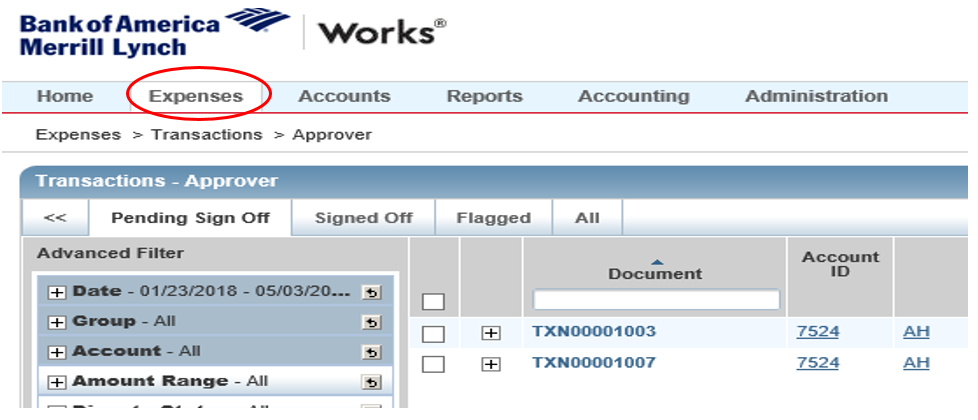 Bank of America
Merrill Lynch
Works®
Home Expenses Accounts Reports Accounting Administration
Expenses > Transactions > Approver
Transactions - Approver
<< Pending Sign Off Signed Off Flagged All
Advanced Filter
Date - 01/23/2018 - 05/03/20...
Group - All
Account - All
Amount Range - All
Document
Account
ID
TXN00001003 7524 AH
TXN00001007 7524 AH